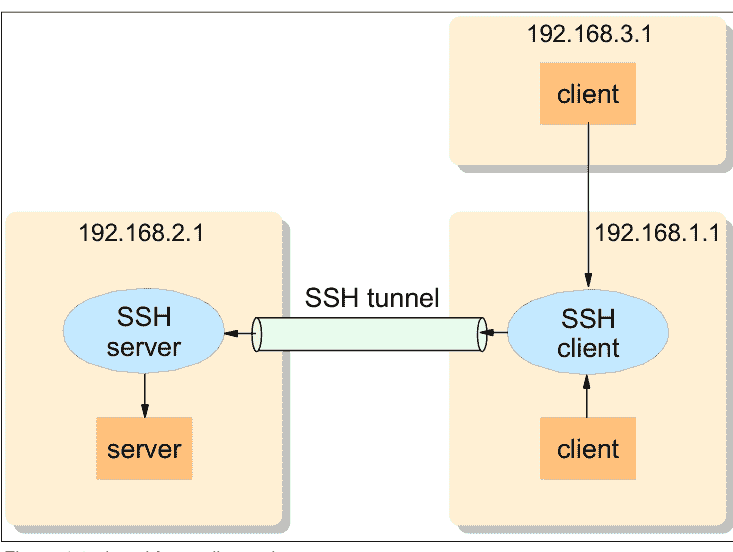 192.168.3.1
client
192.168.2.1
192.168.1.1
SSH tunnel
SSH
server
SSH
client
server
client